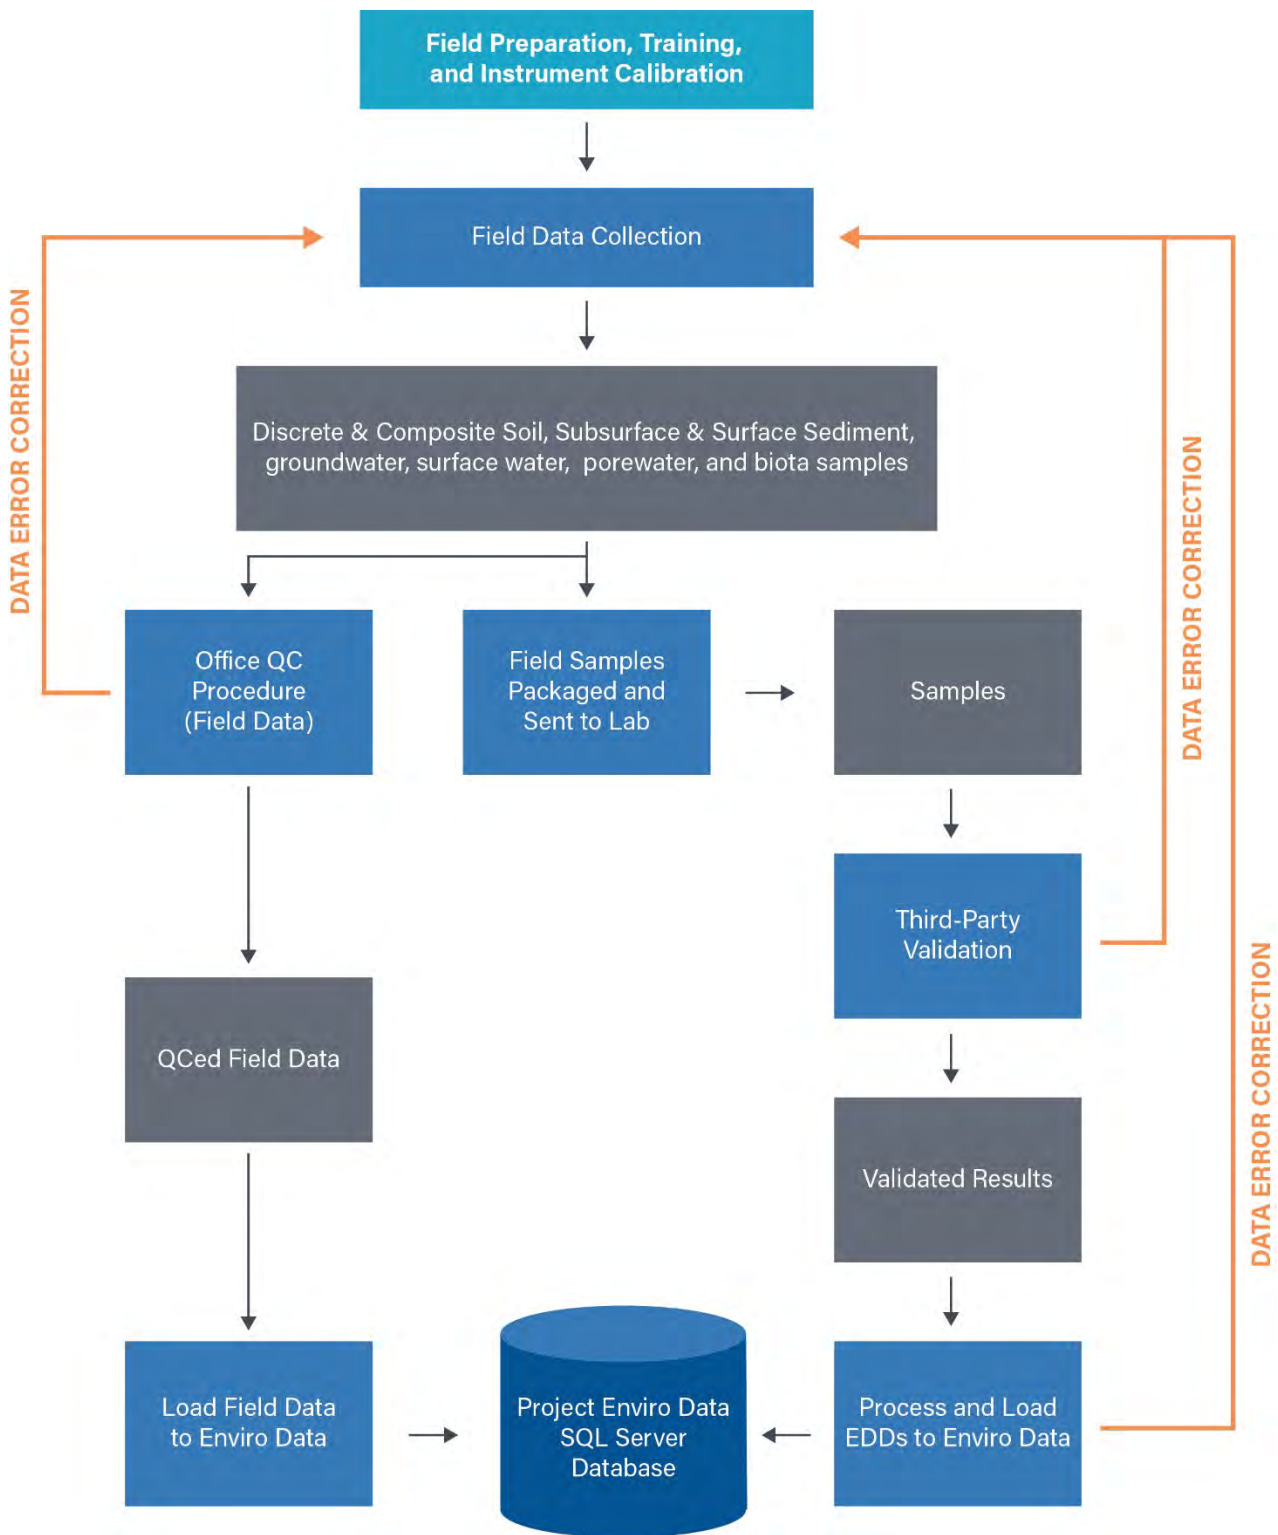 Field Preparation, Training,
and Instrument Calibration
Field Data Collection
DATA ERROR CORRECTION
Discrete & Composite Soil, Subsurface & Surface Sediment,
groundwater, surface water, porewater, and biota samples
DATA ERROR CORRECTION
Office QC
Procedure
(Field Data)
Field Samples
Packaged and
Sent to Lab
Samples
Third-Party
Validation
DATA ERROR CORRECTION
QCed Field Data
Validated Results
Load Field Data
to Enviro Data
Project Enviro Data
SQL Server
Database
Process and Load
EDDs to Enviro Data